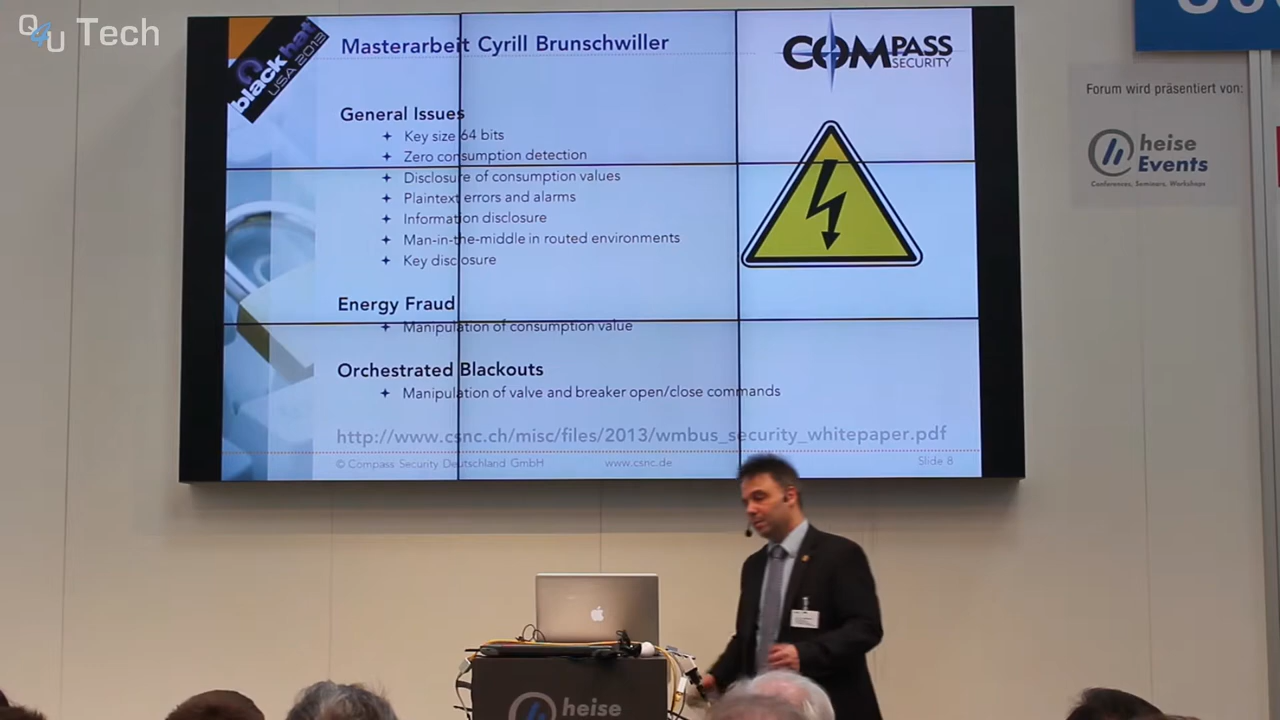 Q4U Tech
black hat
USA 2013
Masterarbeit Cyrill Brunschwiller
COMPASS
SECURITY
General Issues
Key size 64 bits
Zero consumption detection
Disclosure of consumption values
Plaintext errors and alarms
Information disclosure
Man-in-the-middle in routed environments
Key disclosure
Energy Fraud
Manipulation of consumption value
Orchestrated Blackouts
Manipulation of valve and breaker open/close commands
http://www.csnc.ch/misc/files/2013/wmbus_security_whitepaper.pdf
© Compass Security Deutschland GmbH www.csnc.de Slide 8
Forum wird präsentiert von:
heise
Events
Conferences, Seminars, Workshops
heise